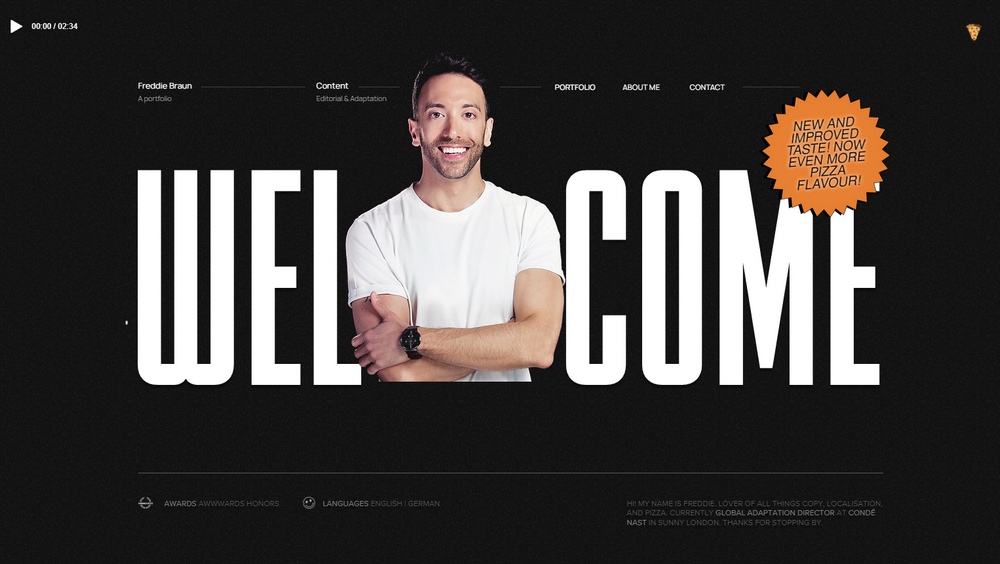 00:00 / 02:34
Freddie Braun
A portfolio
Content
Editorial & Adaptation
PORTFOLIO
ABOUT ME
CONTACT
NEW AND
IMPROVED
TASTE! NOW
EVEN MORE
PIZZA
FLAVOUR!
WELCOME
AWARDS AWWWARDS HONORS
LANGUAGES ENGLISH | GERMAN
HI! MY NAME IS FREDDIE. LOVER OF ALL THINGS COPY, LOCALISATION,
AND PIZZA. CURRENTLY GLOBAL ADAPTATION DIRECTOR AT CONDÉ
NAST IN SUNNY LONDON. THANKS FOR STOPPING BY.